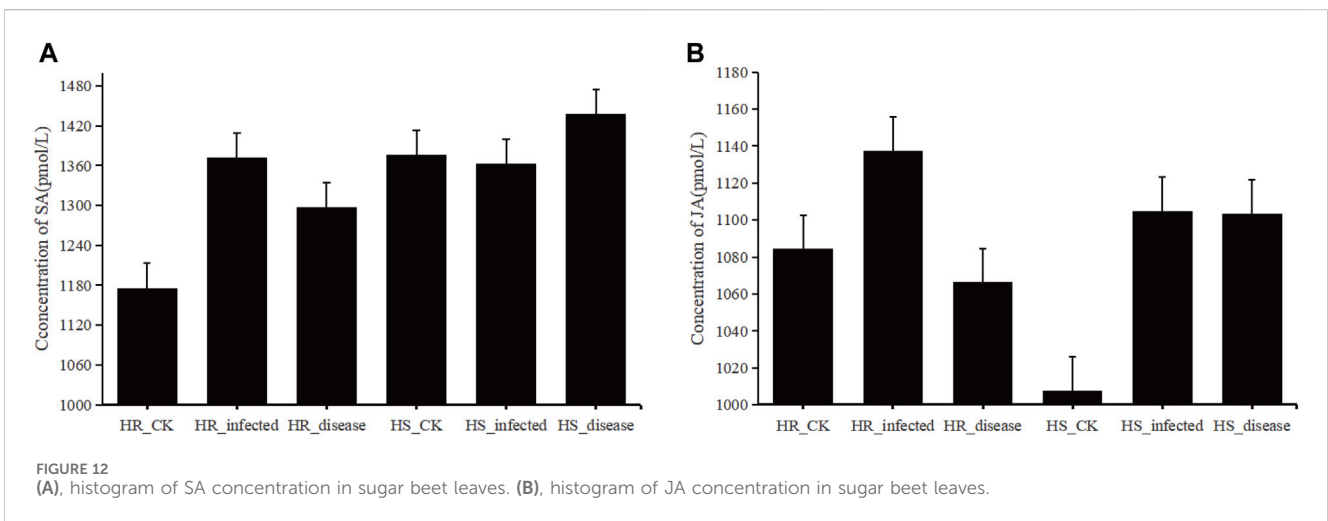 A
Cconcentration of SA(pmol/L)
1480
1420
1360
1300
1240
1180
1120
1060
1000
HR_CK HR_infected HR_disease HS_CK HS_infected HS_disease
B
Concentration of JA(pmol/L)
1180
1160
1140
1120
1100
1080
1060
1040
1020
1000
HR_CK HR_infected HR_disease HS_CK HS_infected HS_disease
FIGURE 12
(A), histogram of SA concentration in sugar beet leaves. (B), histogram of JA concentration in sugar beet leaves.